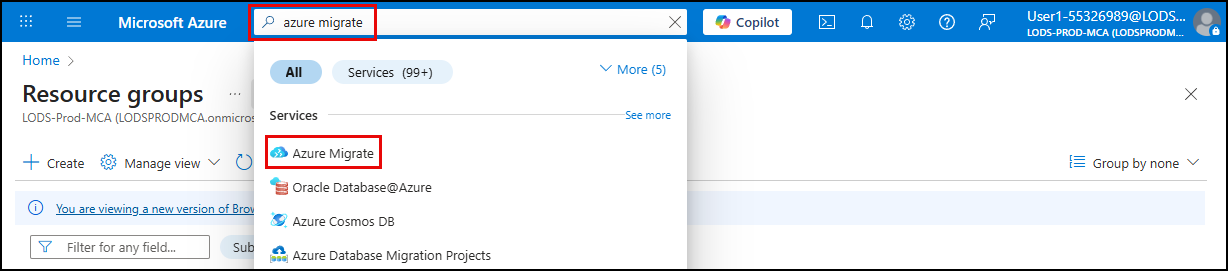 Microsoft Azure
azure migrate
Copilot
User1-55326989@LODS...
LODS-PROD-MCA (LODSPRODM...
Home
Resource groups
...
LODS-Prod-MCA (LODSPRODMCA.onmicros
All
Services (99+)
More (5)
Services
See more
Azure Migrate
Oracle Database@Azure
Azure Cosmos DB
Azure Database Migration Projects
+ Create
Manage view
Group by none
You are viewing a new version of Brow
Filter for any field...
Sub